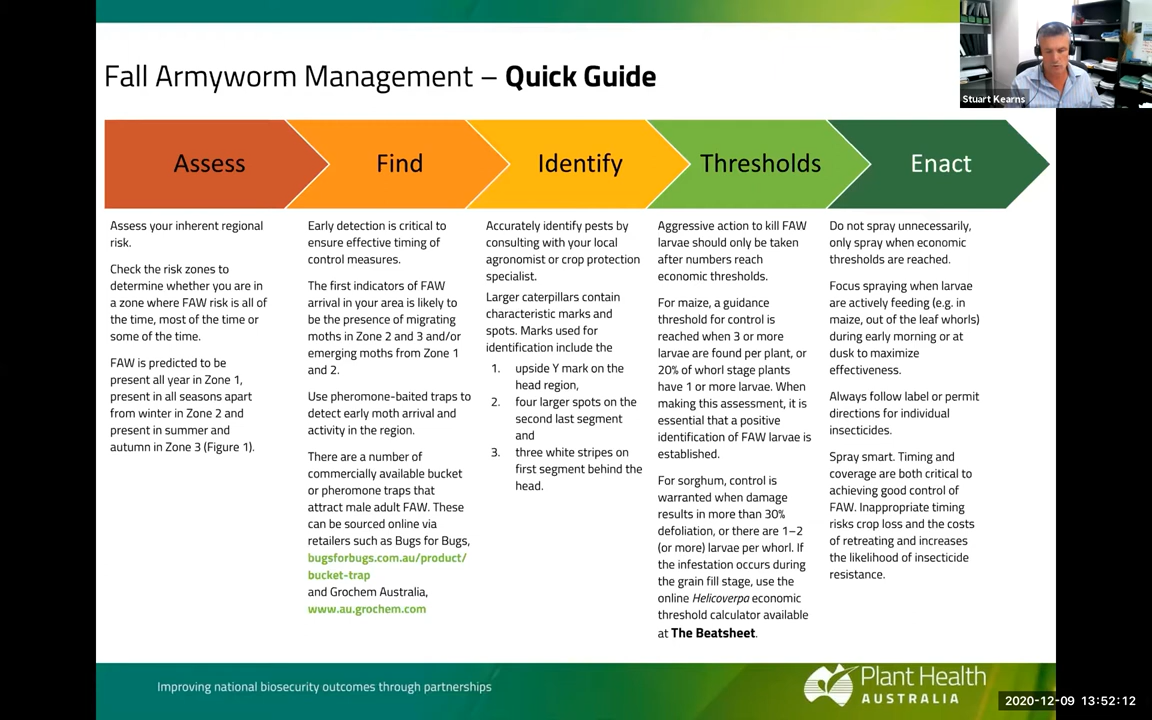 Fall Armyworm Management – Quick Guide
Stuart Kearns
Assess
Find
Identify
Thresholds
Enact
Assess your inherent regional
risk.
Check the risk zones to
determine whether you are in
a zone where FAW risk is all of
the time, most of the time or
some of the time.
FAW is predicted to be
present all year in Zone 1,
present in all seasons apart
from winter in Zone 2 and
present in summer and
autumn in Zone 3 (Figure 1).
Early detection is critical to
ensure effective timing of
control measures.
The first indicators of FAW
arrival in your area is likely to
be the presence of migrating
moths in Zone 2 and 3 and/or
emerging moths from Zone 1
and 2.
Use pheromone-baited traps to
detect early moth arrival and
activity in the region.
There are a number of
commercially available bucket
or pheromone traps that
attract male adult FAW. These
can be sourced online via
retailers such as Bugs for Bugs,
bugsforbugs.com.au/product/
bucket-trap
and Grochem Australia,
www.au.grochem.com
Accurately identify pests by
consulting with your local
agronomist or crop protection
specialist.
Larger caterpillars contain
characteristic marks and
spots. Marks used for
identification include the
1. upside Y mark on the
head region,
2. four larger spots on the
second last segment
and
3. three white stripes on
first segment behind the
head.
Aggressive action to kill FAW
larvae should only be taken
after numbers reach
economic thresholds.
For maize, a guidance
threshold for control is
reached when 3 or more
larvae are found per plant, or
20% of whorl stage plants
have 1 or more larvae. When
making this assessment, it is
essential that a positive
identification of FAW larvae is
established.
For sorghum, control is
warranted when damage
results in more than 30%
defoliation, or there are 1–2
(or more) larvae per whorl. If
the infestation occurs during
the grain fill stage, use the
online Helicoverpa economic
threshold calculator available
at The Beatsheet.
Do not spray unnecessarily,
only spray when economic
thresholds are reached.
Focus spraying when larvae
are actively feeding (e.g. in
maize, out of the leaf whorls)
during early morning or at
dusk to maximize
effectiveness.
Always follow label or permit
directions for individual
insecticides.
Spray smart. Timing and
coverage are both critical to
achieving good control of
FAW. Inappropriate timing
risks crop loss and the costs
of retreating and increases
the likelihood of insecticide
resistance.
Improving national biosecurity outcomes through partnerships
Plant Health
AUSTRALIA
2020-12-09 13:52:12